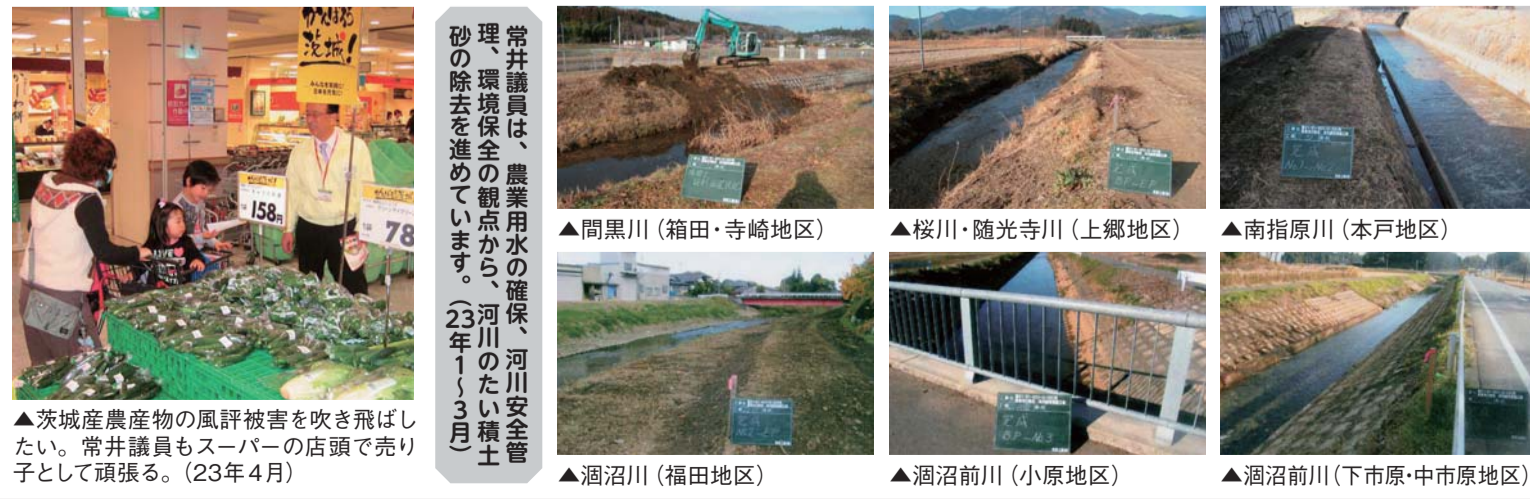 がんばろう
茨城!
158円
78
▲茨城産農産物の風評被害を吹き飛ばし
たい。常井議員もスーパーの店頭で売り
子として頑張る。(23年4月)
常井議員は、農業用水の確保、河川安全管
理、環境保全の観点から、河川のたい積土
砂の除去を進めています。(23年1~3月)
▲間黒川(箱田・寺崎地区)
▲桜川・随光寺川(上郷地区)
▲南指原川(本戸地区)
▲涸沼川(福田地区)
▲涸沼前川(小原地区)
▲涸沼前川(下市原・中市原地区)